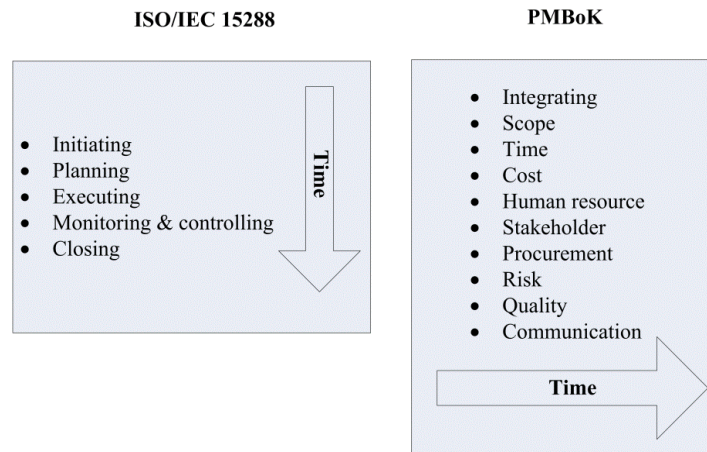 ISO/IEC 15288
• Initiating
• Planning
• Executing
• Monitoring & controlling
• Closing
Time
PMBoK
• Integrating
• Scope
• Time
• Cost
• Human resource
• Stakeholder
• Procurement
• Risk
• Quality
• Communication
Time